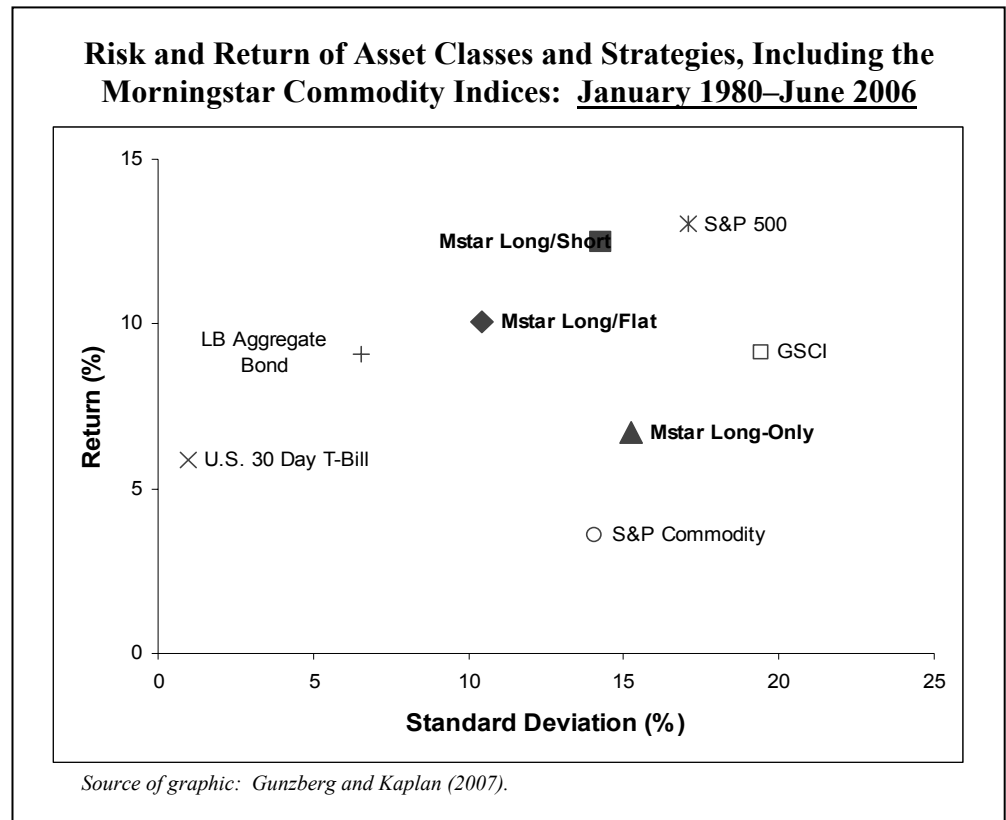 Risk and Return of Asset Classes and Strategies, Including the
Morningstar Commodity Indices:  January 1980–June 2006
15
S&P 500
Mstar Long/Short
10
Mstar Long/Flat
LB Aggregate
Bond
GSCI
Return (%)
Mstar Long-Only
U.S. 30 Day T-Bill
5
S&P Commodity
0
0 5 10 15 20 25
Standard Deviation (%)
Source of graphic:  Gunzberg and Kaplan (2007).